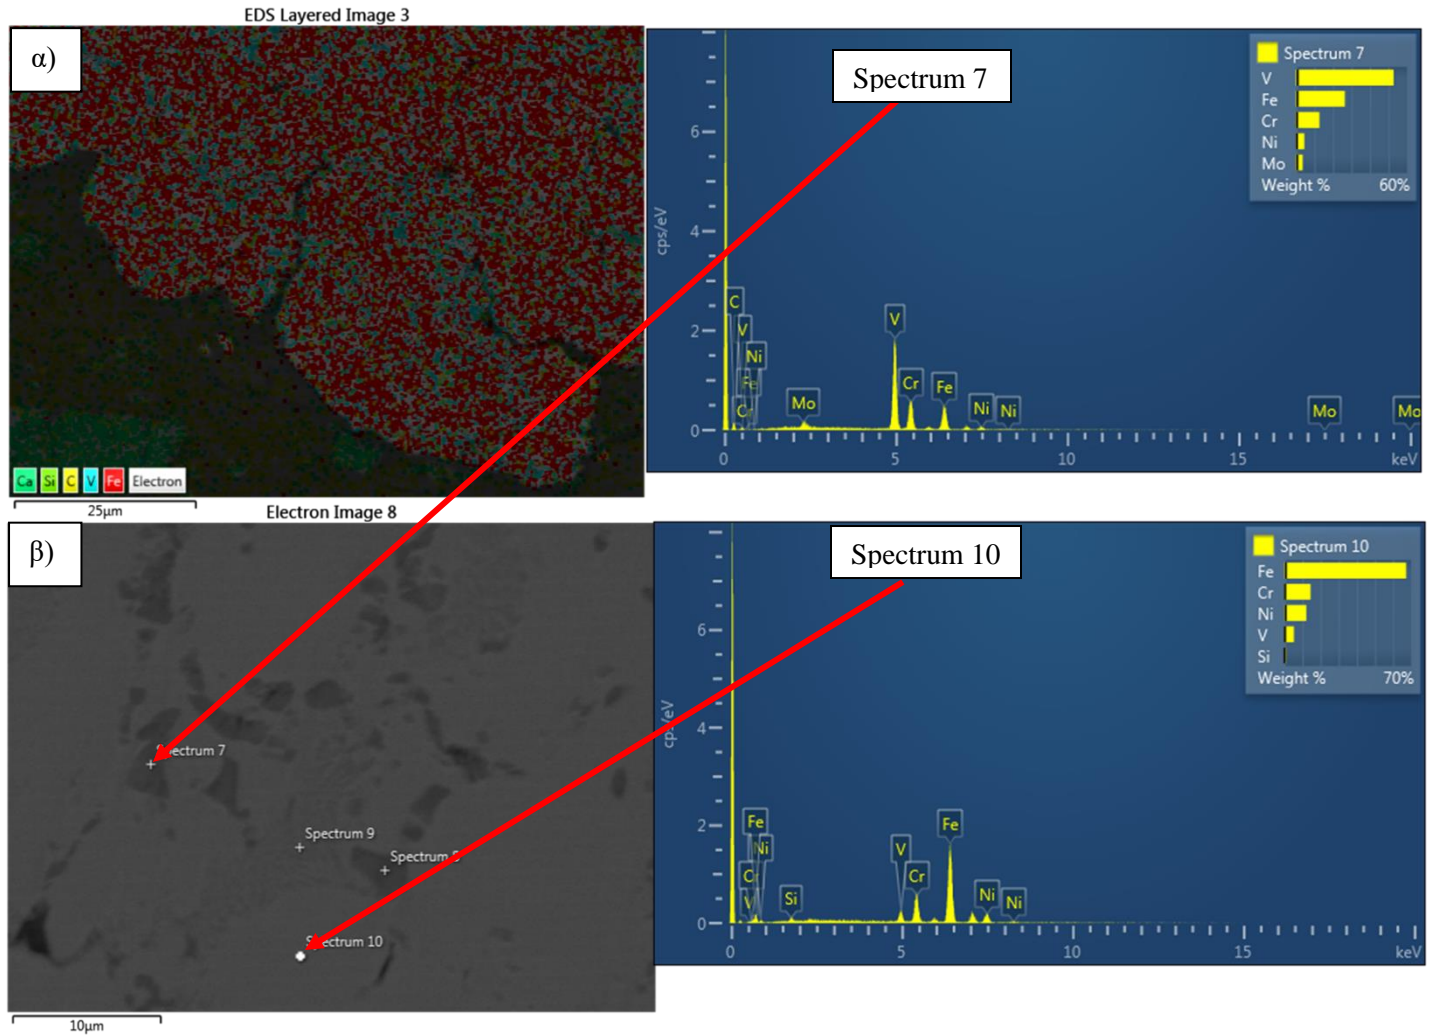 EDS Layered Image 3
α)
Ca Si C V Fe Electron
25µm
Spectrum 7
Spectrum 7
V
Fe
Cr
Ni
Mo
Weight % 60%
cps/eV
6
4
2
0
C
V
Ni
Fe
Cr
Mo
V
Cr
Fe
Ni
Ni
Mo
Mo
0 5 10 15 keV
Electron Image 8
β)
Spectrum 7
Spectrum 9
Spectrum
Spectrum 10
10µm
Spectrum 10
Spectrum 10
Fe
Cr
Ni
V
Si
Weight % 70%
cps/eV
6
4
2
0
Fe
Ni
Cr
V
Si
V
Cr
Fe
Ni
Ni
0 5 10 15 keV